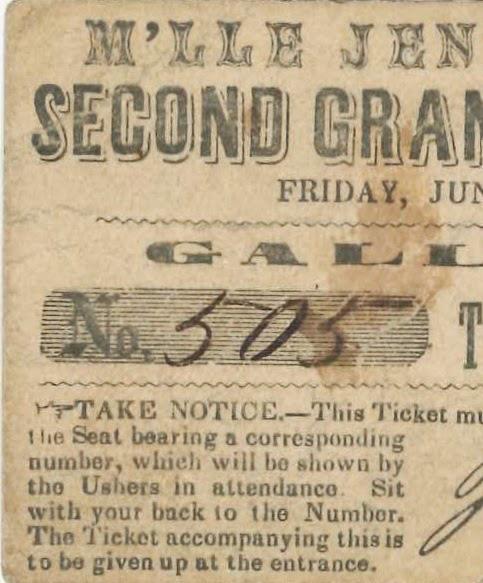 M'LLE JEN
SECOND GRAN
FRIDAY, JUN
GALL
No. 505 T
☞TAKE NOTICE.—This Ticket mu
the Seat bearing a corresponding
number, which will be shown by
the Ushers in attendance. Sit
with your back to the Number.
The Ticket accompanying this is
to be given up at the entrance.